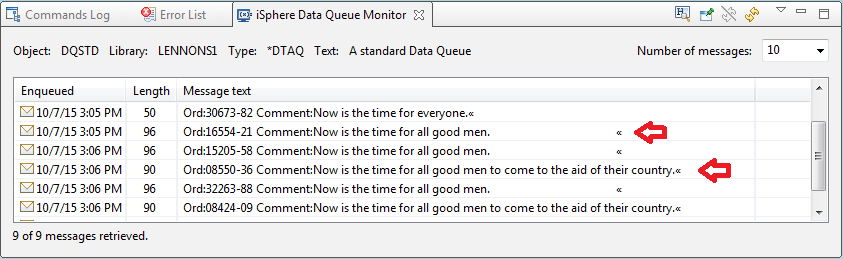 Commands Log Error List iSphere Data Queue Monitor
Object: DQSTD Library: LENNONS1 Type: *DTAQ Text: A standard Data Queue Number of messages: 10
Enqueued Length Message text
10/7/15 3:05 PM 50 Ord:30673-82 Comment:Now is the time for everyone.«
10/7/15 3:05 PM 96 Ord:16554-21 Comment:Now is the time for all good men. «
10/7/15 3:06 PM 96 Ord:15205-58 Comment:Now is the time for all good men. «
10/7/15 3:06 PM 90 Ord:08550-36 Comment:Now is the time for all good men to come to the aid of their country.«
10/7/15 3:06 PM 96 Ord:32263-88 Comment:Now is the time for all good men. «
10/7/15 3:06 PM 90 Ord:08424-09 Comment:Now is the time for all good men to come to the aid of their country.«
9 of 9 messages retrieved.